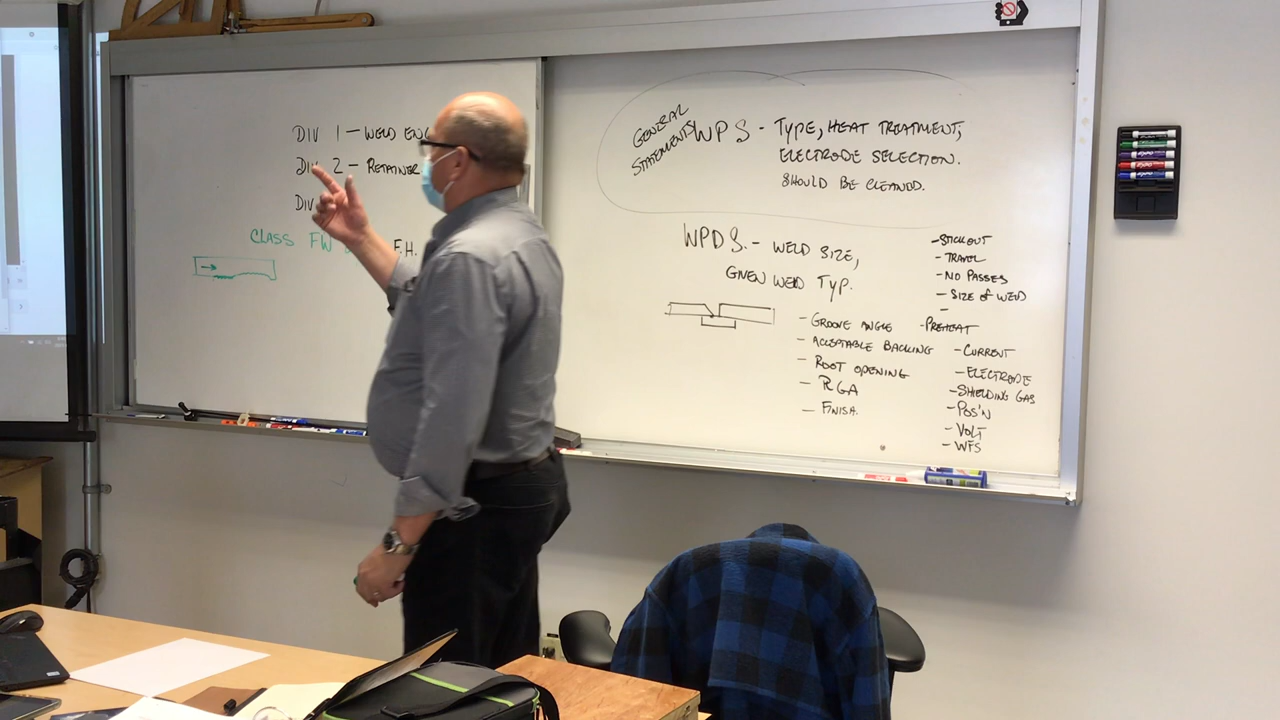 DIV 1 - WELD ENG
DIV 2 - RETAINER
DIV
CLASS FW
F.H.
GENERAL
STATEMENTS
WPS - TYPE, HEAT TREATMENT,
ELECTRODE SELECTION.
SHOULD BE CLEANED.
WPDS. - WELD SIZE,
GIVEN WELD TYP.
- GROOVE ANGLE
- ACCEPTABLE BACKING
- ROOT OPENING
- RGA
- FINISH.
- STICKOUT
- TRAVEL
- NO PASSES
- SIZE OF WELD
-
- PREHEAT
- CURRENT
- ELECTRODE
- SHIELDING GAS
- POS'N
- VOLT
- WFS